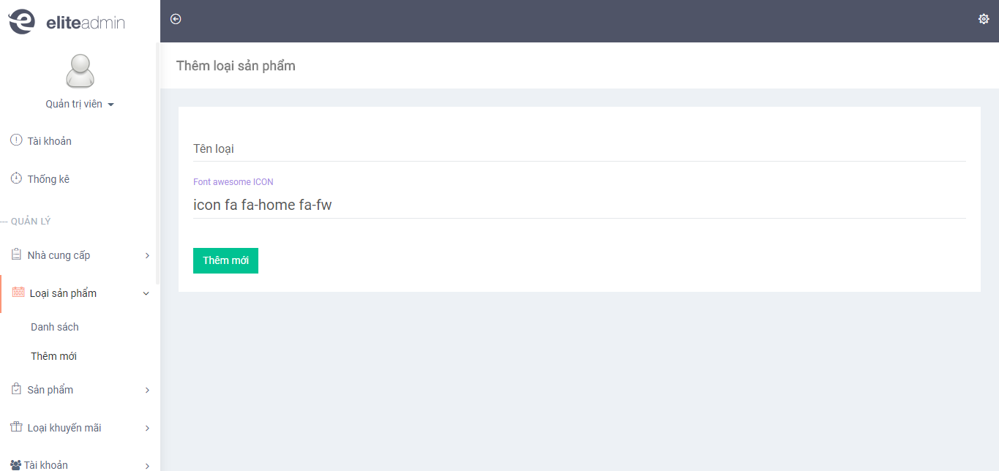 eliteadmin
Quản trị viên
Tài khoản
Thống kê
--- QUẢN LÝ
Nhà cung cấp
Loại sản phẩm
Danh sách
Thêm mới
Sản phẩm
Loại khuyến mãi
Tài khoản
Thêm loại sản phẩm
Tên loại
Font awesome ICON
icon fa fa-home fa-fw
Thêm mới